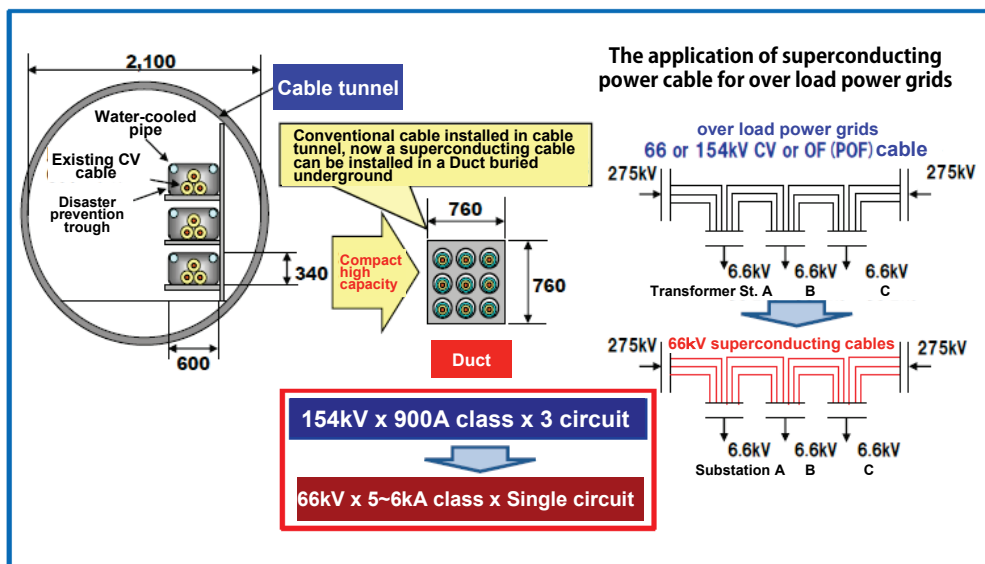 2,100
Cable tunnel
Water-cooled
pipe
Existing CV
cable
Disaster
prevention
trough
340
600
Conventional cable installed in cable
tunnel, now a superconducting cable
can be installed in a Duct buried
underground
Compact
high
capacity
760
760
Duct
154kV x 900A class x 3 circuit
66kV x 5~6kA class x Single circuit
The application of superconducting
power cable for over load power grids
over load power grids
66 or 154kV CV or OF(POF) cable
275kV
275kV
6.6kV 6.6kV 6.6kV
Transformer St. A B C
66kV superconducting cables
275kV
275kV
6.6kV 6.6kV 6.6kV
Substation A B C